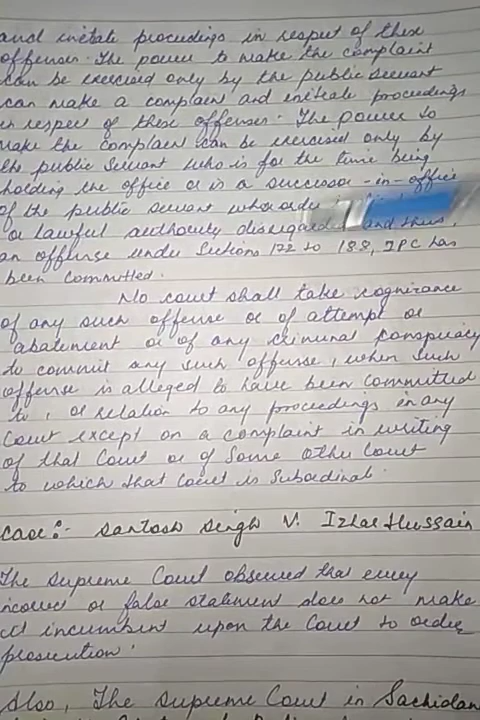 and initate proceedings in respect of these
offenses. The power to make the complaint
can be exercised only by the public servant
can make a complain and initiate proceedings
in respect of these offenses. The power to
make the complain can be exercised only by
the public servant who is for the time being
holding the office or is a successor-in-office
of the public servant whose
or lawful authority disregarded and thus,
an offense under Sections 172 to 188, IPC has
been committed.
No court shall take cognizance
of any such offense or of attempt or
abatement or of any criminal conspiracy
to commit any such offense, when such
offense is alleged to have been committed
to, or relation to any proceedings in any
Court except on a complaint in writing
of that Court or of Some other Court
to which that Court is Subordinat.
Case:- Santosh Singh V. Izhar Hussain
The Supreme Court observed that every
incorrect or false statement does not make
it incumbent upon the Court to order
prosecution.
Also, The Supreme Court in Sachidan